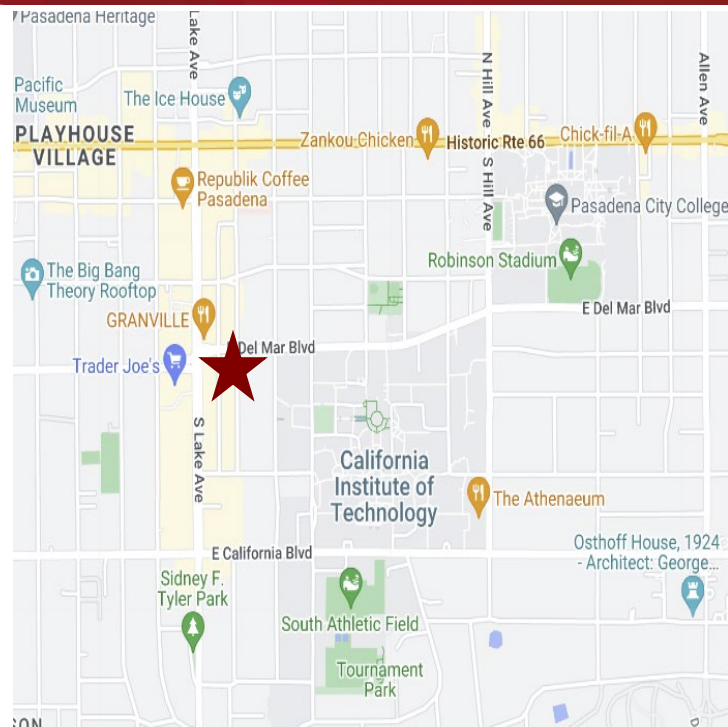 Pasadena Heritage
Lake Ave
Pacific
Museum
The Ice House
N Hill Ave
Allen Ave
PLAYHOUSE
VILLAGE
Zankou Chicken
Historic Rte 66
Chick-fil-A
S Hill Ave
Republik Coffee
Pasadena
Pasadena City College
Robinson Stadium
The Big Bang
Theory Rooftop
E Del Mar Blvd
GRANVILLE
Del Mar Blvd
Trader Joe's
S Lake Ave
California
Institute of
Technology
The Athenaeum
E California Blvd
Osthoff House, 1924
- Architect: George...
Sidney F.
Tyler Park
South Athletic Field
Tournament
Park